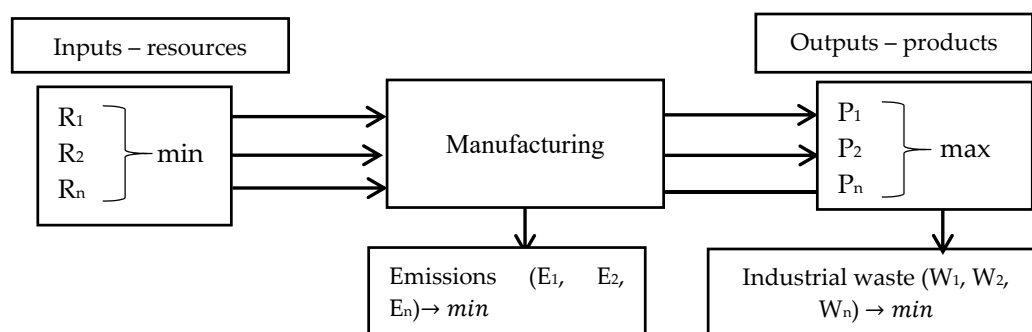 Inputs – resources
Outputs – products
R₁
R₂
Rₙ
min
Manufacturing
P₁
P₂
Pₙ
max
Emissions (E₁, E₂,
Eₙ)→ min
Industrial waste (W₁, W₂,
Wₙ) → min